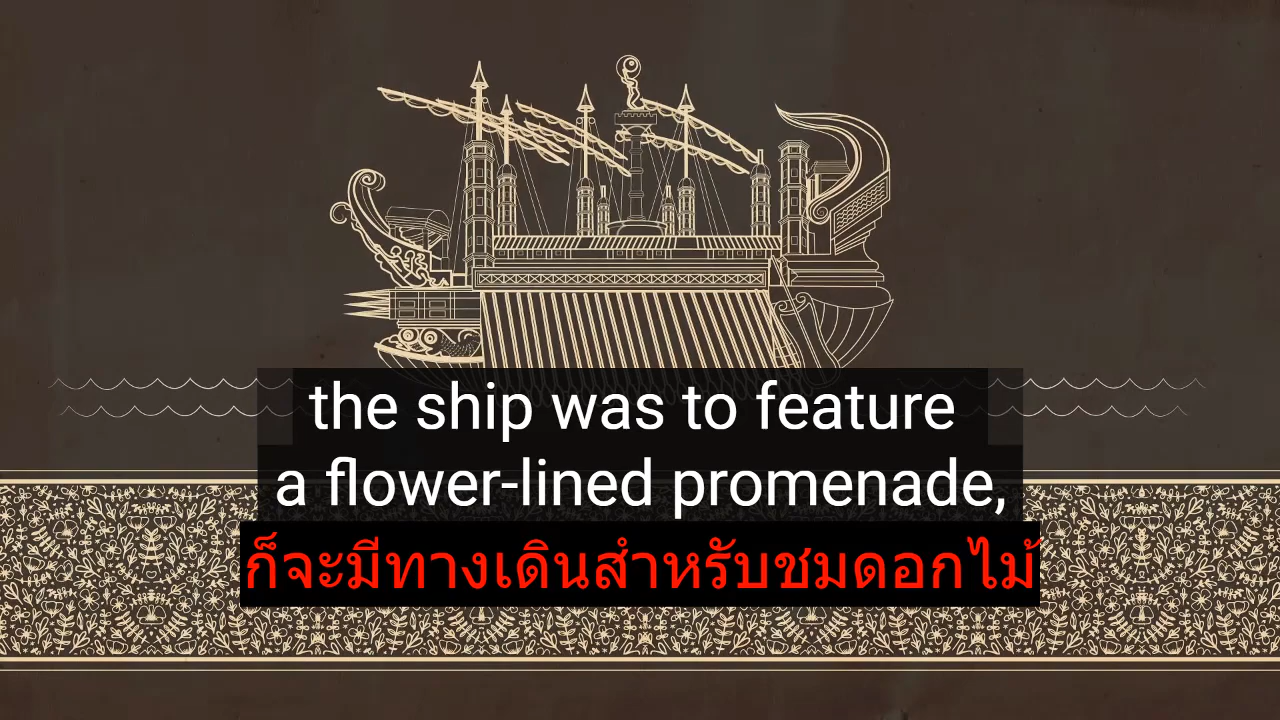 the ship was to feature
a flower-lined promenade,
ก็จะมีทางเดินสำหรับชมดอกไม้